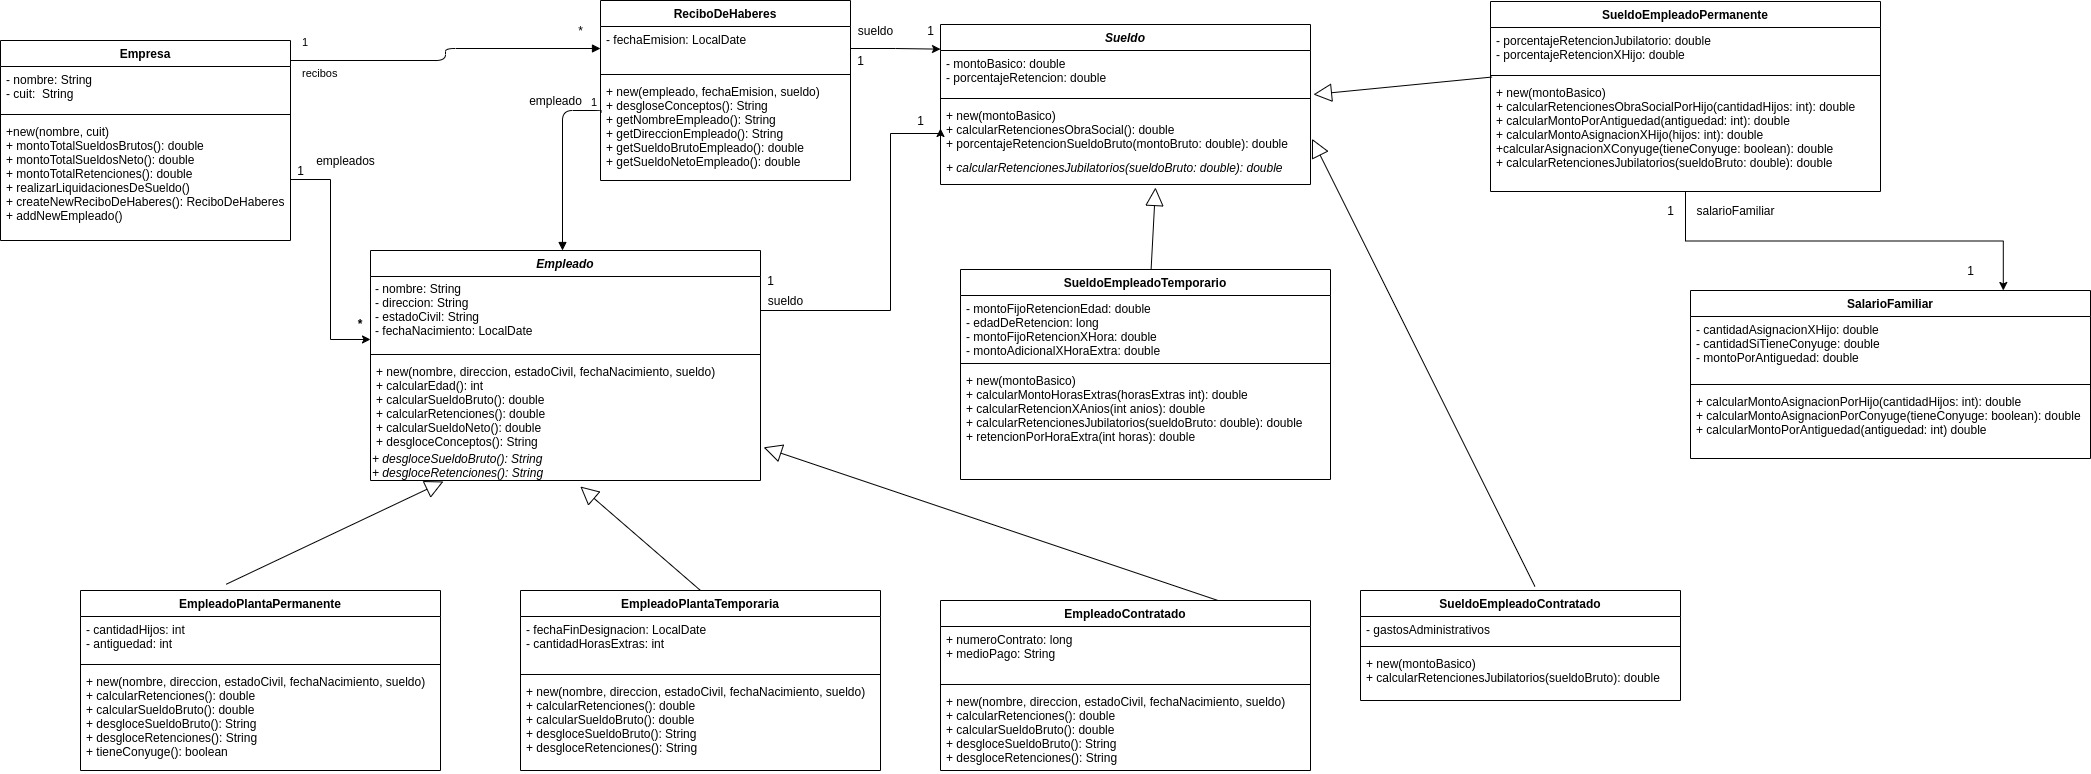 Empresa
- nombre: String
- cuit:  String
+new(nombre, cuit)
+ montoTotalSueldosBrutos(): double
+ montoTotalSueldosNeto(): double
+ montoTotalRetenciones(): double
+ realizarLiquidacionesDeSueldo()
+ createNewReciboDeHaberes(): ReciboDeHaberes
+ addNewEmpleado()
1
recibos
*
1
empleados
*
ReciboDeHaberes
- fechaEmision: LocalDate
+ new(empleado, fechaEmision, sueldo)
+ desgloseConceptos(): String
+ getNombreEmpleado(): String
+ getDireccionEmpleado(): String
+ getSueldoBrutoEmpleado(): double
+ getSueldoNetoEmpleado(): double
empleado
1
sueldo
1
1
Sueldo
- montoBasico: double
- porcentajeRetencion: double
+ new(montoBasico)
+ calcularRetencionesObraSocial(): double
+ porcentajeRetencionSueldoBruto(montoBruto: double): double
+ calcularRetencionesJubilatorios(sueldoBruto: double): double
1
SueldoEmpleadoPermanente
- porcentajeRetencionJubilatorio: double
- porcentajeRetencionXHijo: double
+ new(montoBasico)
+ calcularRetencionesObraSocialPorHijo(cantidadHijos: int): double
+ calcularMontoPorAntiguedad(antiguedad: int): double
+ calcularMontoAsignacionXHijo(hijos: int): double
+calcularAsignacionXConyuge(tieneConyuge: boolean): double
+ calcularRetencionesJubilatorios(sueldoBruto: double): double
1
salarioFamiliar
1
Empleado
- nombre: String
- direccion: String
- estadoCivil: String
- fechaNacimiento: LocalDate
+ new(nombre, direccion, estadoCivil, fechaNacimiento, sueldo)
+ calcularEdad(): int
+ calcularSueldoBruto(): double
+ calcularRetenciones(): double
+ calcularSueldoNeto(): double
+ desgloceConceptos(): String
+ desgloceSueldoBruto(): String
+ desgloceRetenciones(): String
1
sueldo
SueldoEmpleadoTemporario
- montoFijoRetencionEdad: double
- edadDeRetencion: long
- montoFijoRetencionXHora: double
- montoAdicionalXHoraExtra: double
+ new(montoBasico)
+ calcularMontoHorasExtras(horasExtras int): double
+ calcularRetencionXAnios(int anios): double
+ calcularRetencionesJubilatorios(sueldoBruto: double): double
+ retencionPorHoraExtra(int horas): double
SalarioFamiliar
- cantidadAsignacionXHijo: double
- cantidadSiTieneConyuge: double
- montoPorAntiguedad: double
+ calcularMontoAsignacionPorHijo(cantidadHijos: int): double
+ calcularMontoAsignacionPorConyuge(tieneConyuge: boolean): double
+ calcularMontoPorAntiguedad(antiguedad: int) double
EmpleadoPlantaPermanente
- cantidadHijos: int
- antiguedad: int
+ new(nombre, direccion, estadoCivil, fechaNacimiento, sueldo)
+ calcularRetenciones(): double
+ calcularSueldoBruto(): double
+ desgloceSueldoBruto(): String
+ desgloceRetenciones(): String
+ tieneConyuge(): boolean
EmpleadoPlantaTemporaria
- fechaFinDesignacion: LocalDate
- cantidadHorasExtras: int
+ new(nombre, direccion, estadoCivil, fechaNacimiento, sueldo)
+ calcularRetenciones(): double
+ calcularSueldoBruto(): double
+ desgloceSueldoBruto(): String
+ desgloceRetenciones(): String
EmpleadoContratado
+ numeroContrato: long
+ medioPago: String
+ new(nombre, direccion, estadoCivil, fechaNacimiento, sueldo)
+ calcularRetenciones(): double
+ calcularSueldoBruto(): double
+ desgloceSueldoBruto(): String
+ desgloceRetenciones(): String
SueldoEmpleadoContratado
- gastosAdministrativos
+ new(montoBasico)
+ calcularRetencionesJubilatorios(sueldoBruto): double